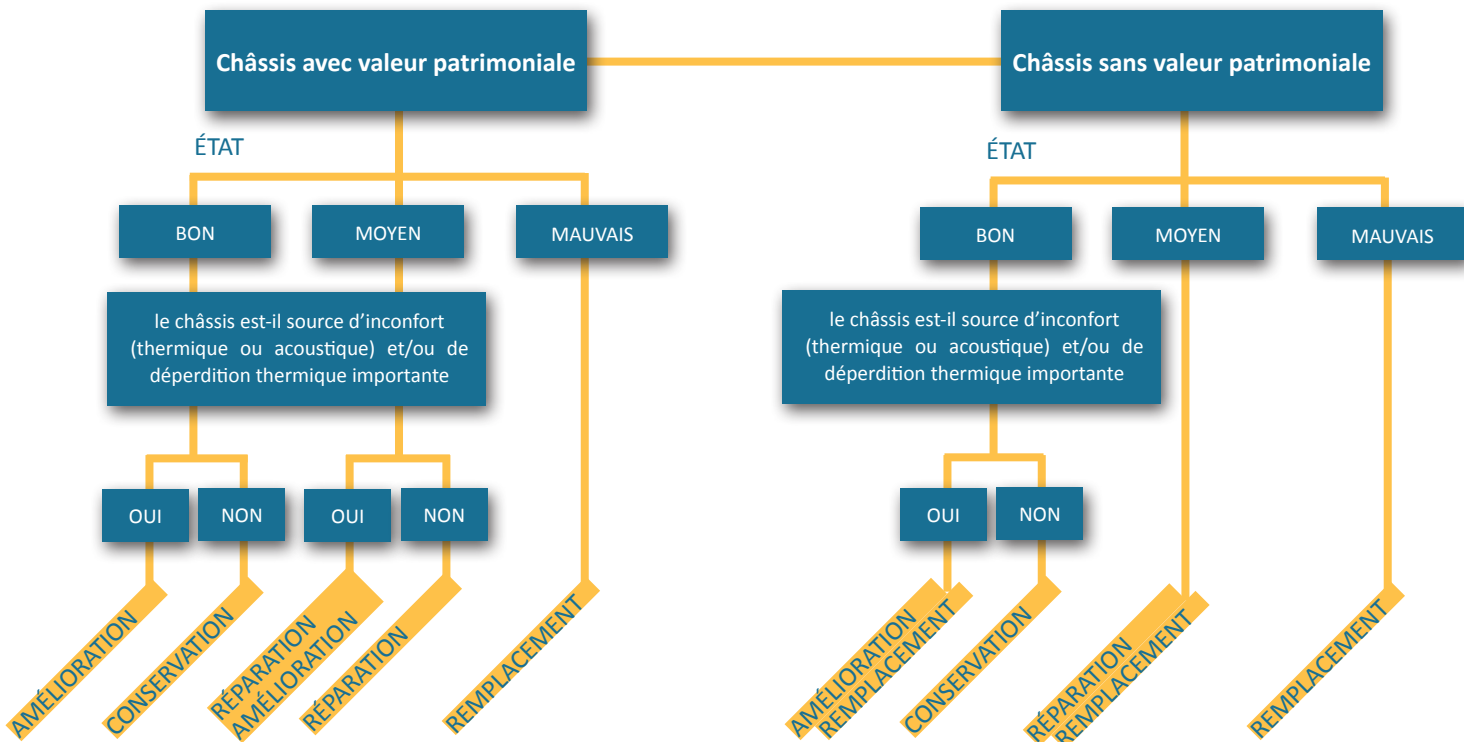 Châssis avec valeur patrimoniale
Châssis sans valeur patrimoniale
ÉTAT
ÉTAT
BON
MOYEN
MAUVAIS
BON
MOYEN
MAUVAIS
le châssis est-il source d’inconfort
(thermique ou acoustique) et/ou de
déperdition thermique importante
le châssis est-il source d’inconfort
(thermique ou acoustique) et/ou de
déperdition thermique importante
OUI
NON
OUI
NON
OUI
NON
AMÉLIORATION
CONSERVATION
RÉPARATION
AMÉLIORATION
RÉPARATION
REMPLACEMENT
AMÉLIORATION
REMPLACEMENT
CONSERVATION
RÉPARATION
REMPLACEMENT
REMPLACEMENT